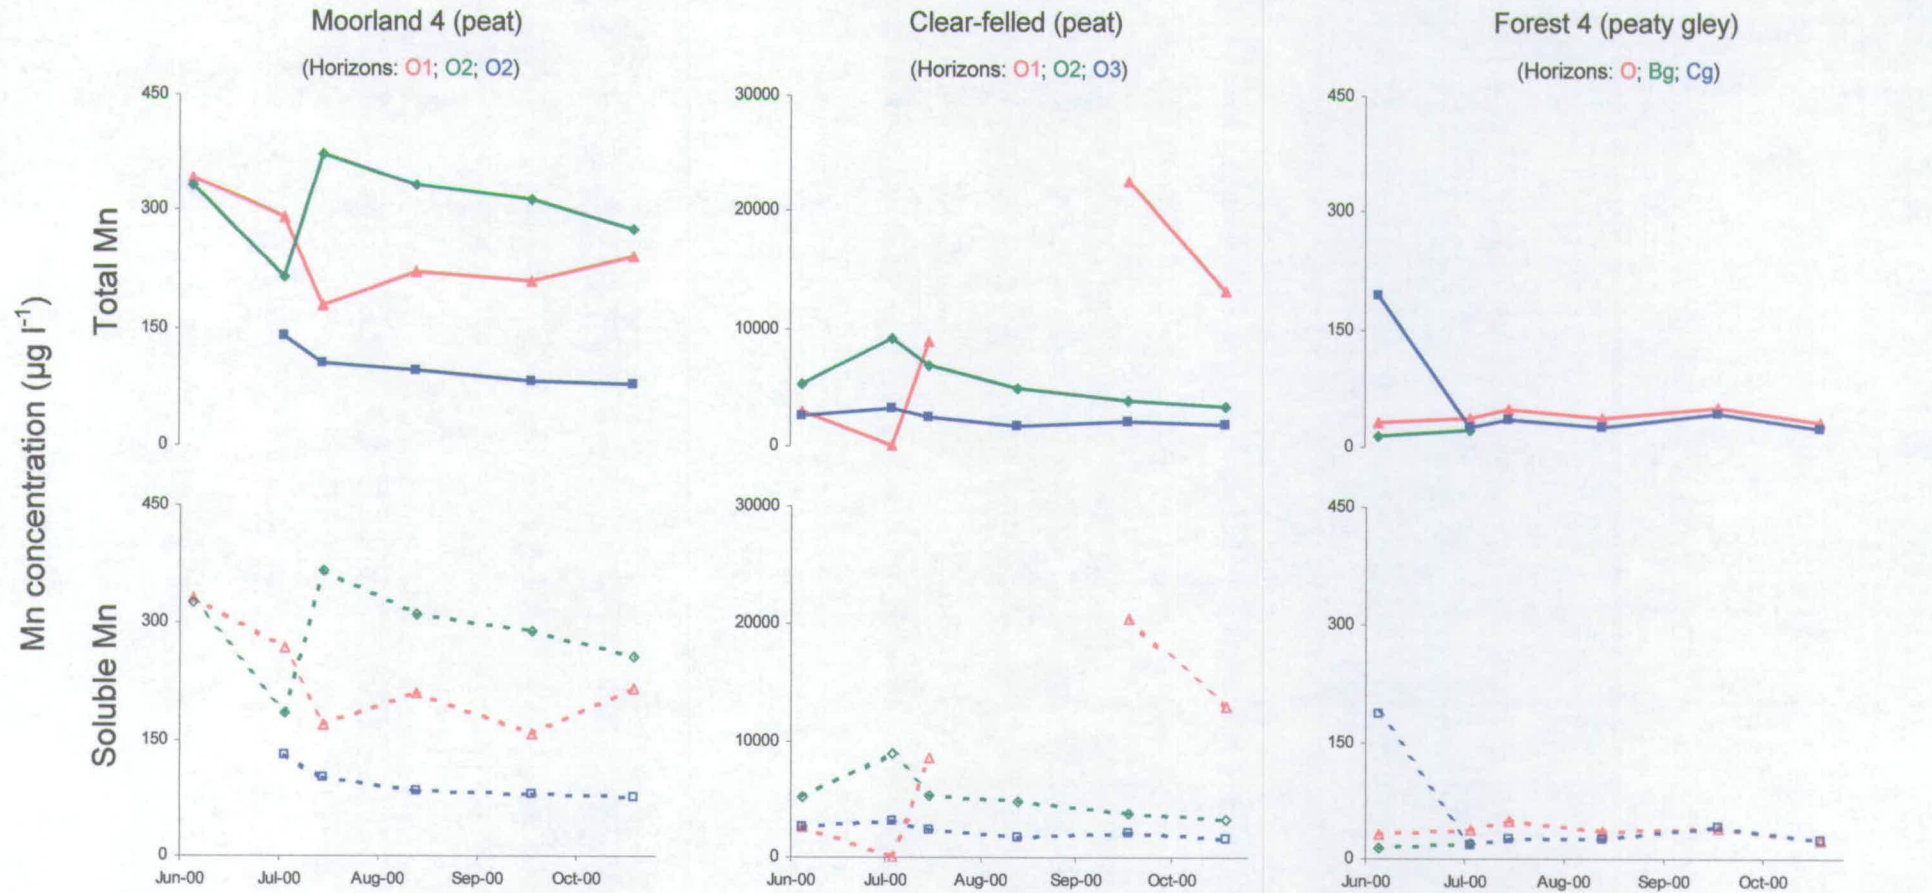 Moorland 4 (peat)
(Horizons: O1; O2; O2)
Clear-felled (peat)
(Horizons: O1; O2; O3)
Forest 4 (peaty gley)
(Horizons: O; Bg; Cg)
Mn concentration (µg l⁻¹)
Total Mn
450
300
150
0
30000
20000
10000
0
450
300
150
0
Soluble Mn
450
300
150
0
Jun-00 Jul-00 Aug-00 Sep-00 Oct-00
30000
20000
10000
0
Jun-00 Jul-00 Aug-00 Sep-00 Oct-00
450
300
150
0
Jun-00 Jul-00 Aug-00 Sep-00 Oct-00